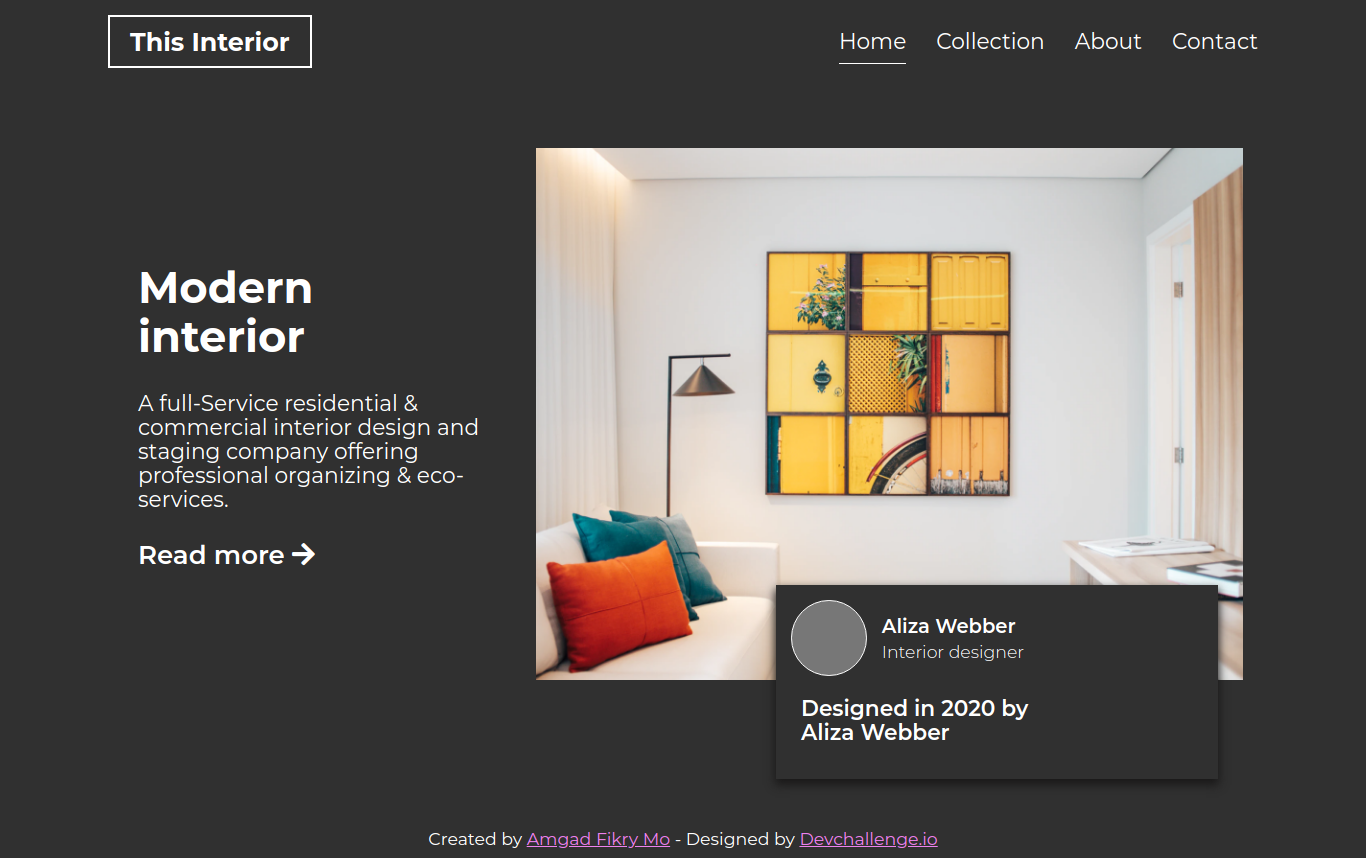 This Interior
Home Collection About Contact
Modern
interior
A full-Service residential &
commercial interior design and
staging company offering
professional organizing & eco-
services.
Read more
Aliza Webber
Interior designer
Designed in 2020 by
Aliza Webber
Created by Amgad Fikry Mo - Designed by Devchallenge.io